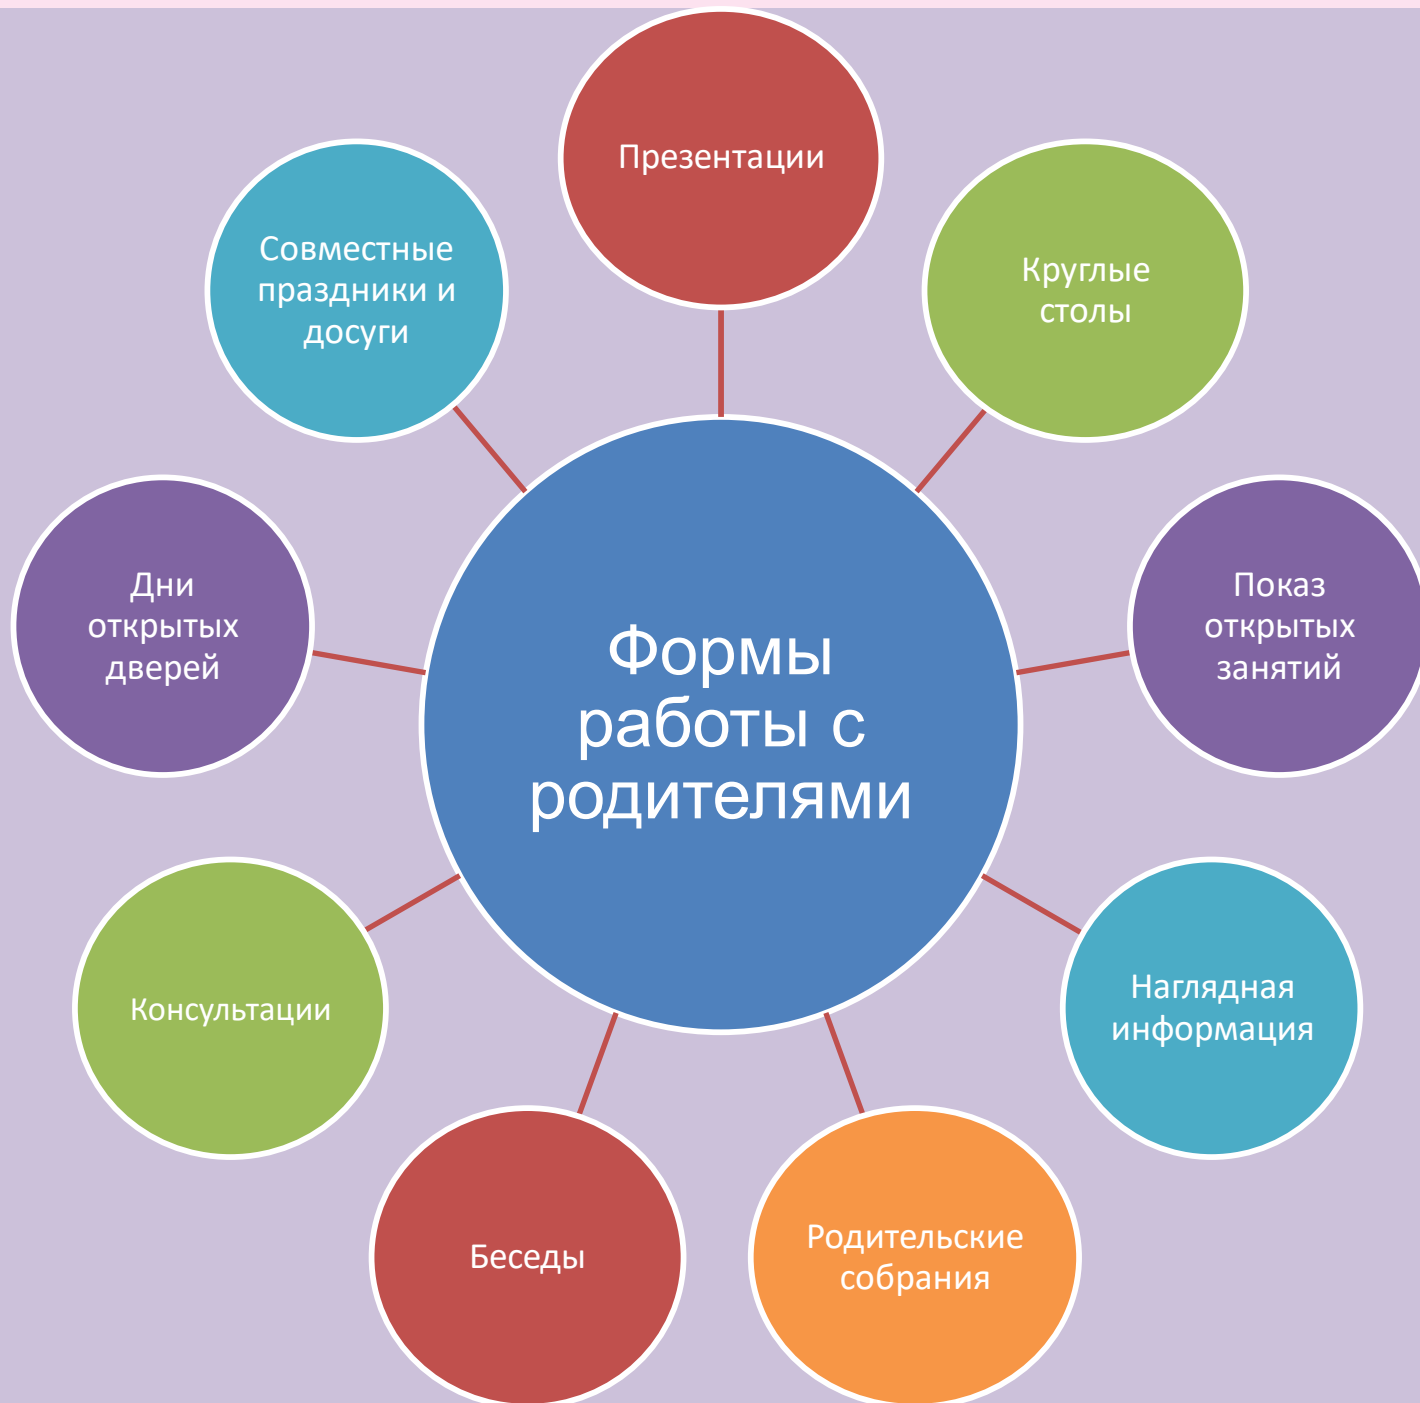 Презентации
Круглые
столы
Показ
открытых
занятий
Наглядная
информация
Родительские
собрания
Беседы
Консультации
Дни
открытых
дверей
Совместные
праздники и
досуги
Формы
работы с
родителями